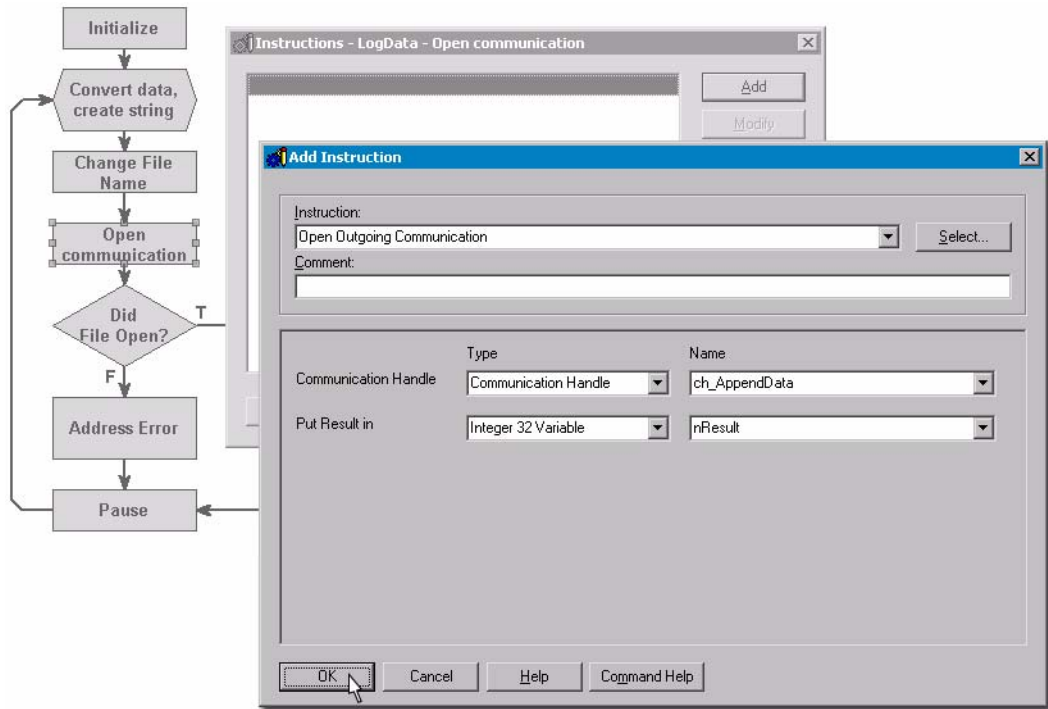 Initialize
Convert data,
create string
Change File
Name
Open
communication
Did
File Open?
T
F
Address Error
Pause
Instructions - LogData - Open communication
Add
Modify
Add Instruction
Instruction:
Open Outgoing Communication
Select...
Comment:
Type
Name
Communication Handle
Communication Handle
ch_AppendData
Put Result in
Integer 32 Variable
nResult
OK
Cancel
Help
Command Help